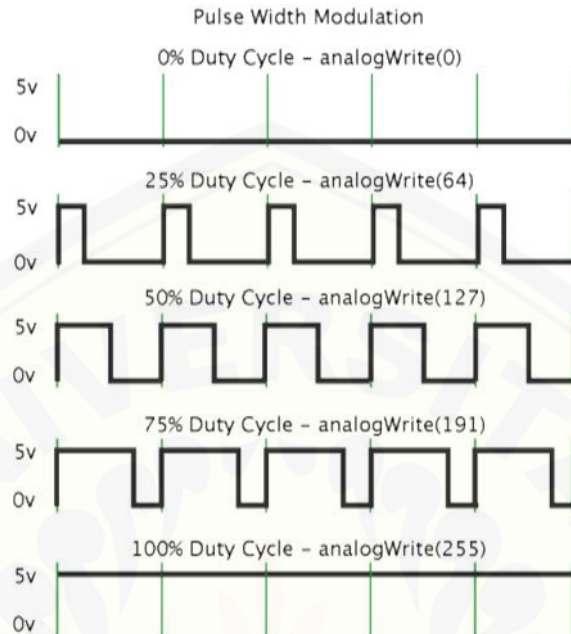 Pulse Width Modulation
0% Duty Cycle – analogWrite(0)
5v
0v
25% Duty Cycle – analogWrite(64)
5v
0v
50% Duty Cycle – analogWrite(127)
5v
0v
75% Duty Cycle – analogWrite(191)
5v
0v
100% Duty Cycle – analogWrite(255)
5v
0v